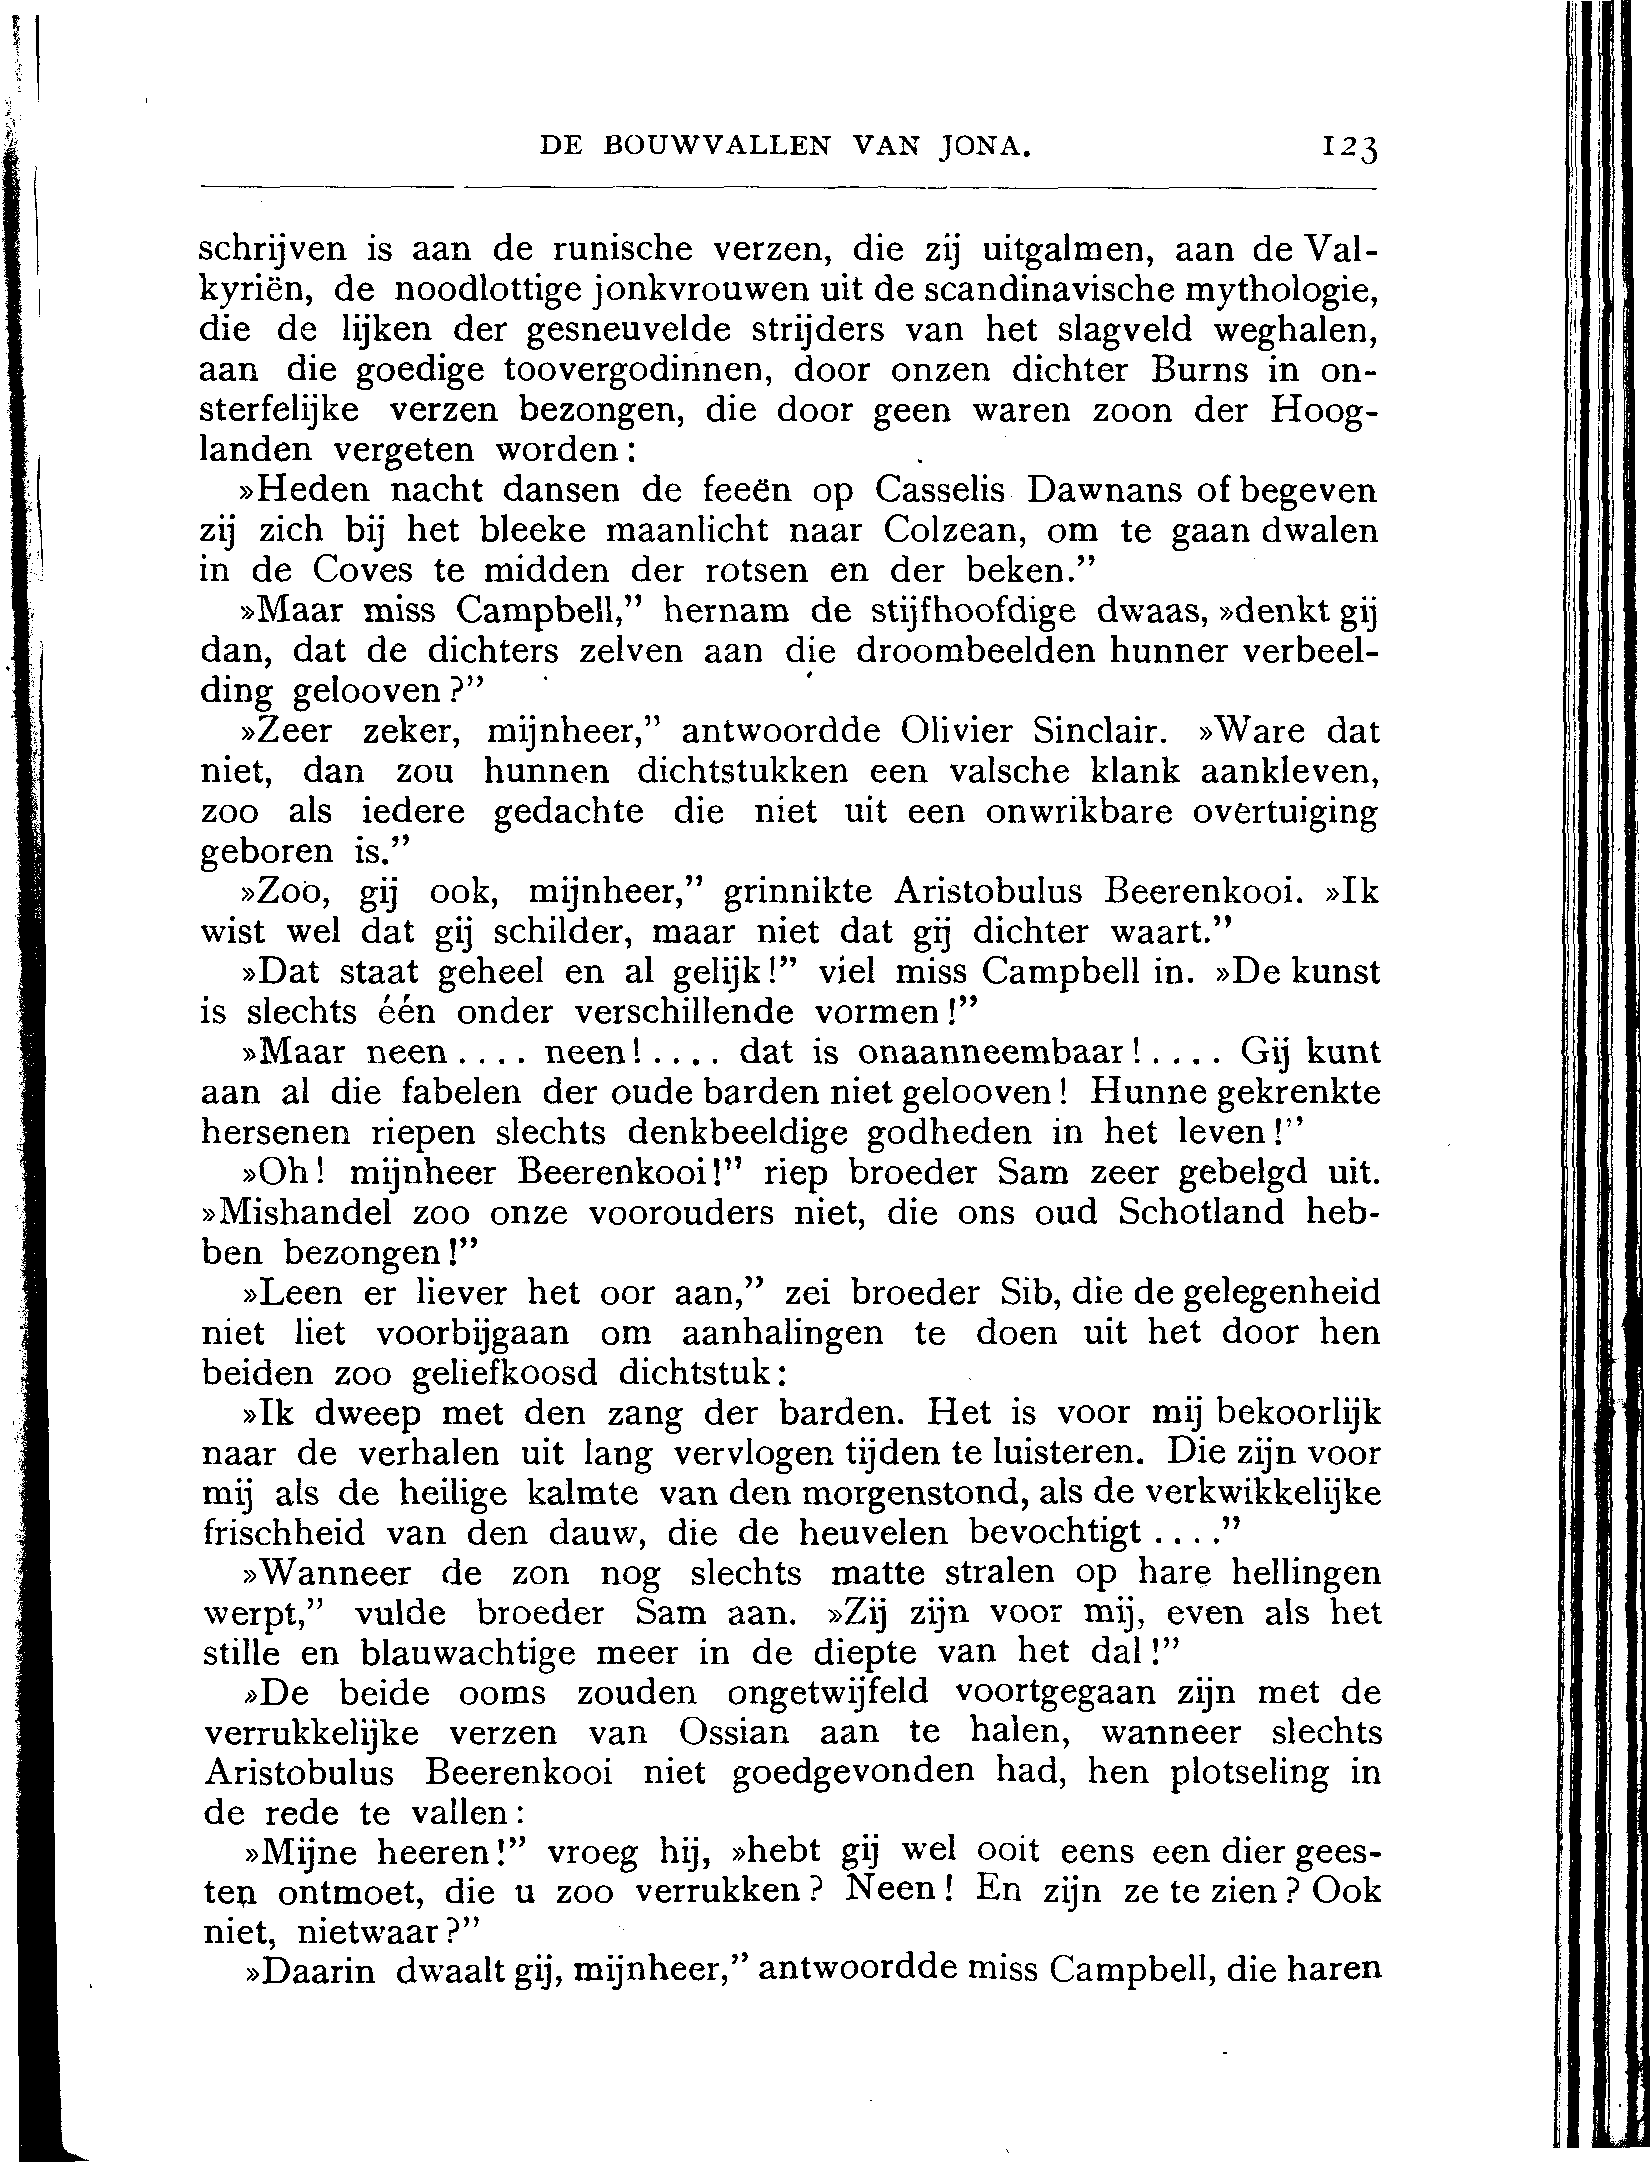 DE BOUWVALLEN VAN JONA. 123
schrijven is aan de runische verzen, die zij uitgalmen, aan de Val-
kyriën, de noodlottige jonkvrouwen uit de scandinavische mythologie,
die de lijken der gesneuvelde strijders van het slagveld weghalen,
aan die goedige toovergodinnen, door onzen dichter Burns in on-
sterfelijke verzen bezongen, die door geen waren zoon der Hoog-
landen vergeten worden:
»Heden nacht dansen de feeën op Casselis Dawnans of begeven
zij zich bij het bleeke maanlicht naar Colzean, om te gaan dwalen
in de Coves te midden der rotsen en der beken.”
»Maar miss Campbell,” hernam de stijfhoofdige dwaas, »denkt gij
dan, dat de dichters zelven aan die droombeelden hunner verbeel-
ding gelooven?”
»Zeer zeker, mijnheer,” antwoordde Olivier Sinclair. »Ware dat
niet, dan zou hunnen dichtstukken een valsche klank aankleven,
zoo als iedere gedachte die niet uit een onwrikbare overtuiging
geboren is.”
»Zoo, gij ook, mijnheer,” grinnikte Aristobulus Beerenkooi. »Ik
wist wel dat gij schilder, maar niet dat gij dichter waart.”
»Dat staat geheel en al gelijk!” viel miss Campbell in. »De kunst
is slechts één onder verschillende vormen!”
»Maar neen.... neen!.... dat is onaanneembaar!.... Gij kunt
aan al die fabelen der oude barden niet gelooven! Hunne gekrenkte
hersenen riepen slechts denkbeeldige godheden in het leven!”
»Oh! mijnheer Beerenkooi!” riep broeder Sam zeer gebelgd uit.
»Mishandel zoo onze voorouders niet, die ons oud Schotland heb-
ben bezongen!”
»Leen er liever het oor aan,” zei broeder Sib, die de gelegenheid
niet liet voorbijgaan om aanhalingen te doen uit het door hen
beiden zoo geliefkoosd dichtstuk:
»Ik dweep met den zang der barden. Het is voor mij bekoorlijk
naar de verhalen uit lang vervlogen tijden te luisteren. Die zijn voor
mij als de heilige kalmte van den morgenstond, als de verkwikkelijke
frischheid van den dauw, die de heuvelen bevochtigt....”
»Wanneer de zon nog slechts matte stralen op hare hellingen
werpt,” vulde broeder Sam aan. »Zij zijn voor mij, even als het
stille en blauwachtige meer in de diepte van het dal!”
»De beide ooms zouden ongetwijfeld voortgegaan zijn met de
verrukkelijke verzen van Ossian aan te halen, wanneer slechts
Aristobulus Beerenkooi niet goedgevonden had, hen plotseling in
de rede te vallen:
»Mijne heeren!” vroeg hij, »hebt gij wel ooit eens een dier gees-
ten ontmoet, die u zoo verrukken? Neen! En zijn ze te zien? Ook
niet, nietwaar?”
»Daarin dwaalt gij, mijnheer,” antwoordde miss Campbell, die haren